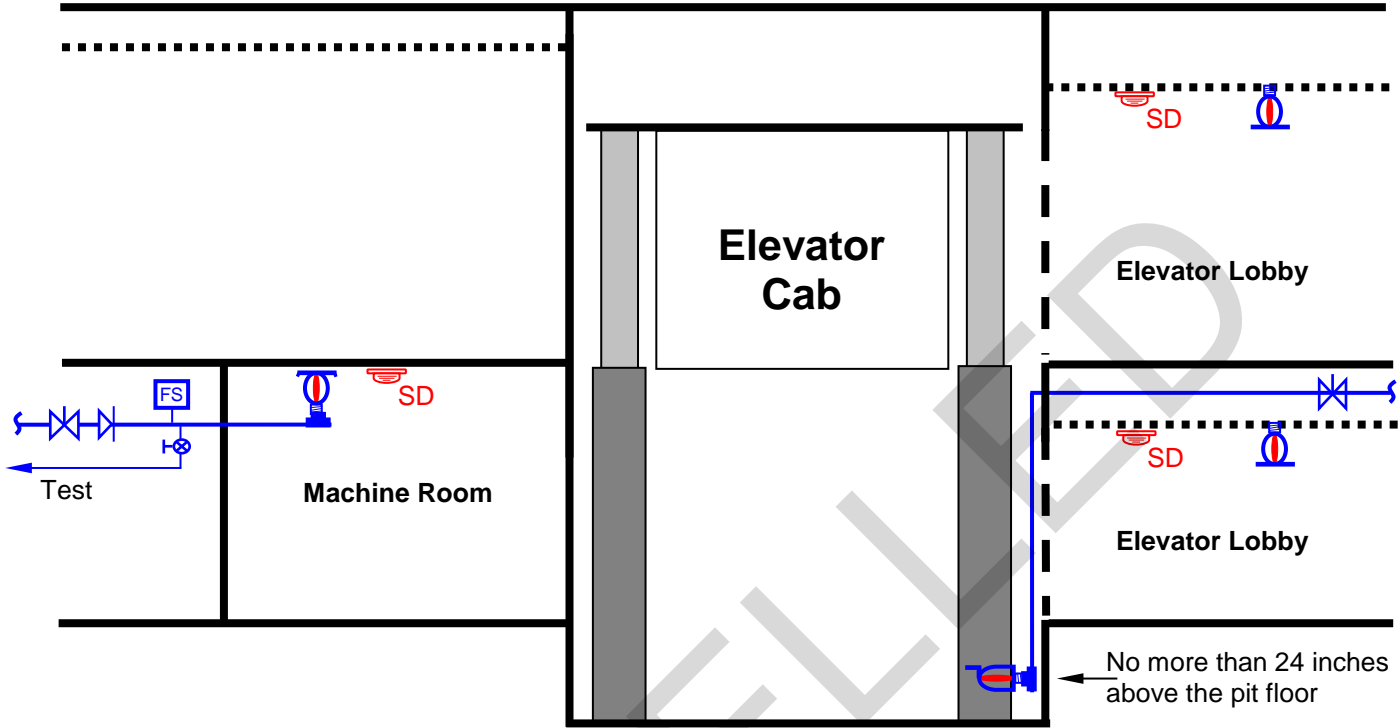 SD
Elevator
Cab
Elevator Lobby
FS
SD
SD
Test
Machine Room
Elevator Lobby
No more than 24 inches
above the pit floor
ELLED